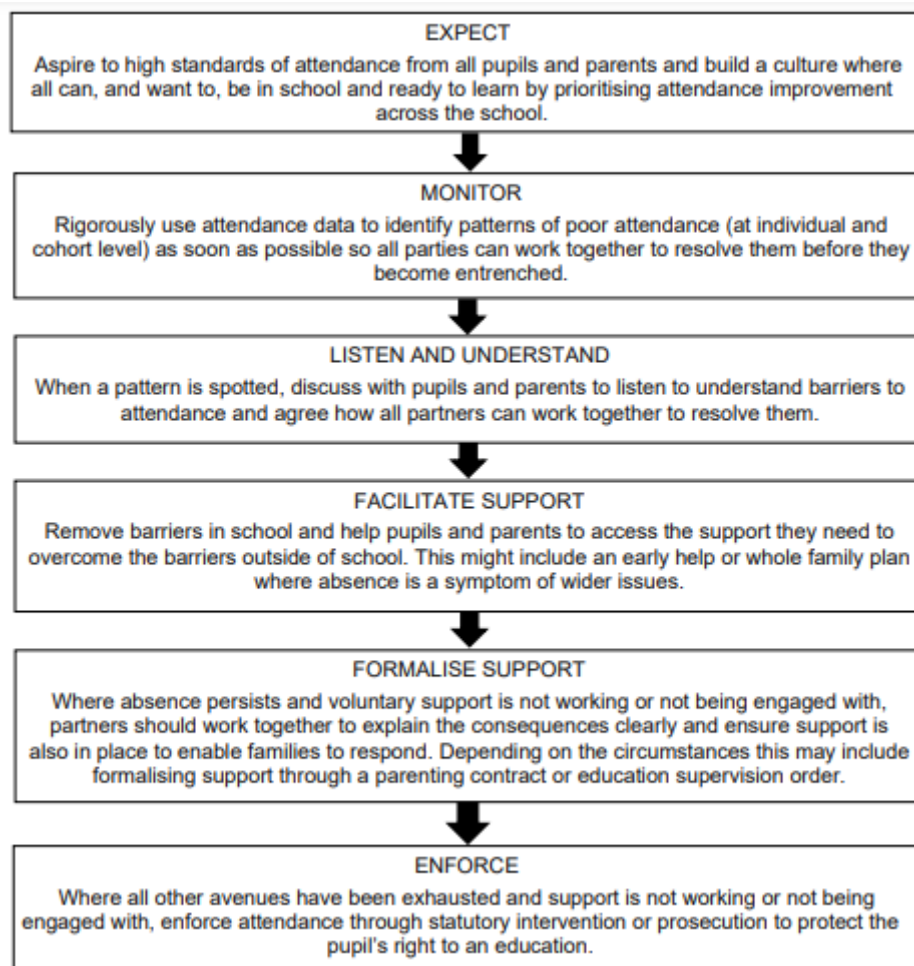 EXPECT
Aspire to high standards of attendance from all pupils and parents and build a culture where
all can, and want to, be in school and ready to learn by prioritising attendance improvement
across the school.
MONITOR
Rigorously use attendance data to identify patterns of poor attendance (at individual and
cohort level) as soon as possible so all parties can work together to resolve them before they
become entrenched.
LISTEN AND UNDERSTAND
When a pattern is spotted, discuss with pupils and parents to listen to understand barriers to
attendance and agree how all partners can work together to resolve them.
FACILITATE SUPPORT
Remove barriers in school and help pupils and parents to access the support they need to
overcome the barriers outside of school. This might include an early help or whole family plan
where absence is a symptom of wider issues.
FORMALISE SUPPORT
Where absence persists and voluntary support is not working or not being engaged with,
partners should work together to explain the consequences clearly and ensure support is
also in place to enable families to respond. Depending on the circumstances this may include
formalising support through a parenting contract or education supervision order.
ENFORCE
Where all other avenues have been exhausted and support is not working or not being
engaged with, enforce attendance through statutory intervention or prosecution to protect the
pupil's right to an education.